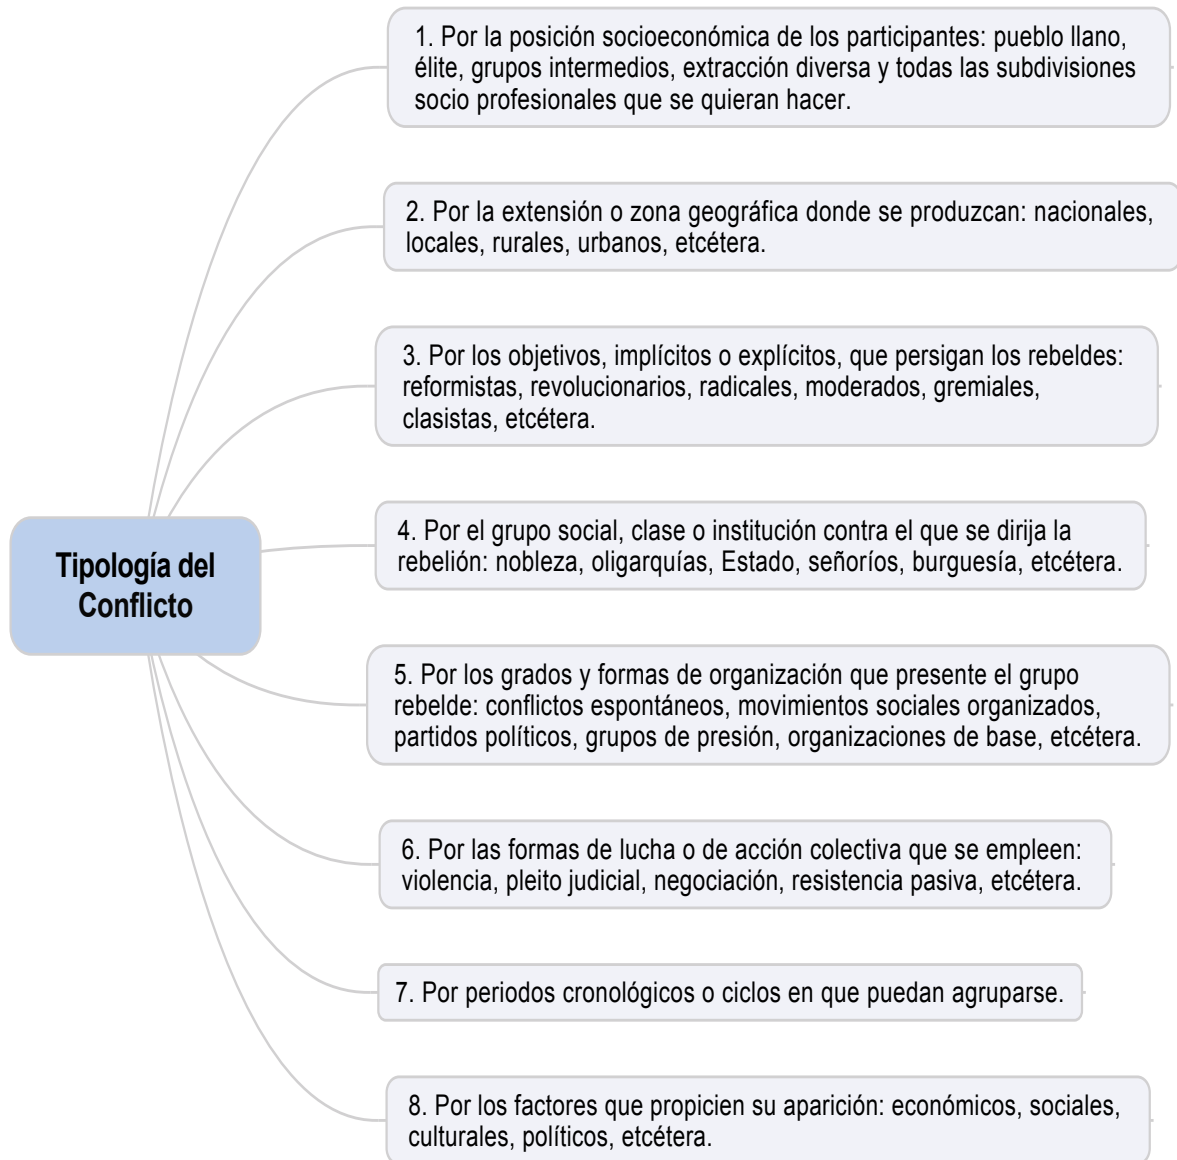 1. Por la posición socioeconómica de los participantes: pueblo llano,
élite, grupos intermedios, extracción diversa y todas las subdivisiones
socio profesionales que se quieran hacer.
2. Por la extensión o zona geográfica donde se produzcan: nacionales,
locales, rurales, urbanos, etcétera.
3. Por los objetivos, implícitos o explícitos, que persigan los rebeldes:
reformistas, revolucionarios, radicales, moderados, gremiales,
clasistas, etcétera.
4. Por el grupo social, clase o institución contra el que se dirija la
rebelión: nobleza, oligarquías, Estado, señoríos, burguesía, etcétera.
Tipología del
Conflicto
5. Por los grados y formas de organización que presente el grupo
rebelde: conflictos espontáneos, movimientos sociales organizados,
partidos políticos, grupos de presión, organizaciones de base, etcétera.
6. Por las formas de lucha o de acción colectiva que se empleen:
violencia, pleito judicial, negociación, resistencia pasiva, etcétera.
7. Por periodos cronológicos o ciclos en que puedan agruparse.
8. Por los factores que propicien su aparición: económicos, sociales,
culturales, políticos, etcétera.